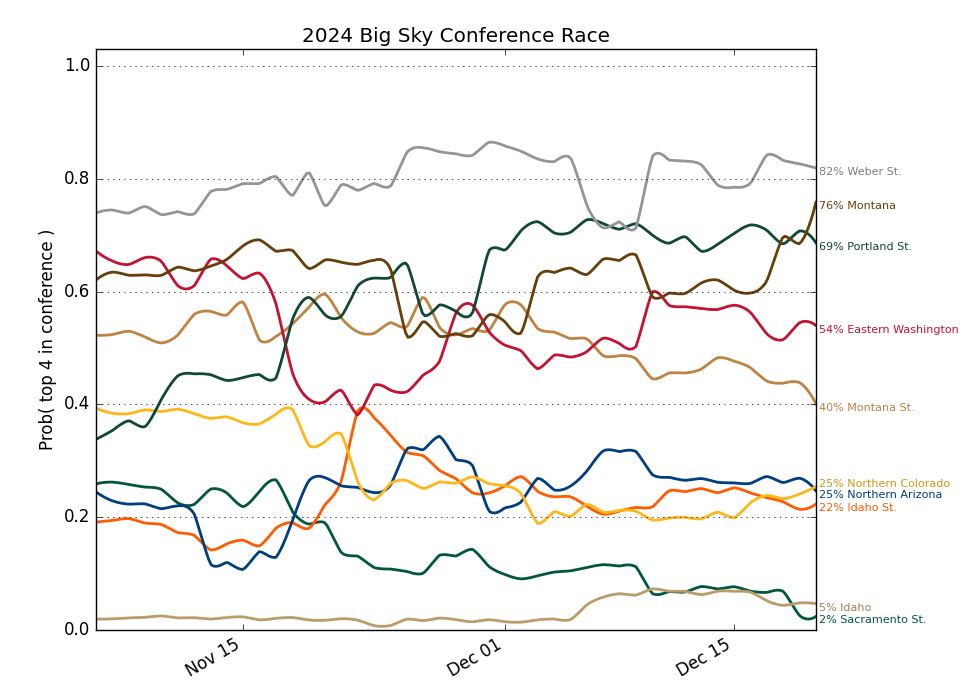 2024 Big Sky Conference Race
Prob( top 4 in conference )
1.0
0.8
0.6
0.4
0.2
0.0
Nov 15
Dec 01
Dec 15
82% Weber St.
76% Montana
69% Portland St.
54% Eastern Washington
40% Montana St.
25% Northern Colorado
25% Northern Arizona
22% Idaho St.
5% Idaho
2% Sacramento St.